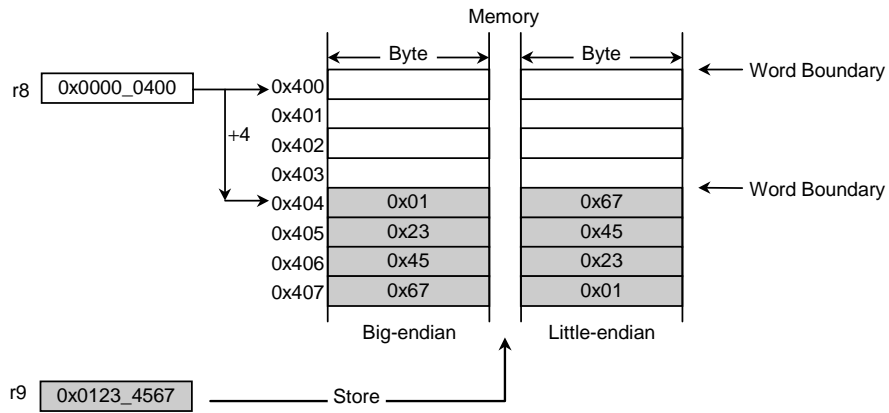 Memory
Byte Byte
Word Boundary
r8 0x0000_0400 0x400
0x401
+4 0x402
0x403
Word Boundary
0x404 0x01 0x67
0x405 0x23 0x45
0x406 0x45 0x23
0x407 0x67 0x01
Big-endian Little-endian
r9 0x0123_4567 Store